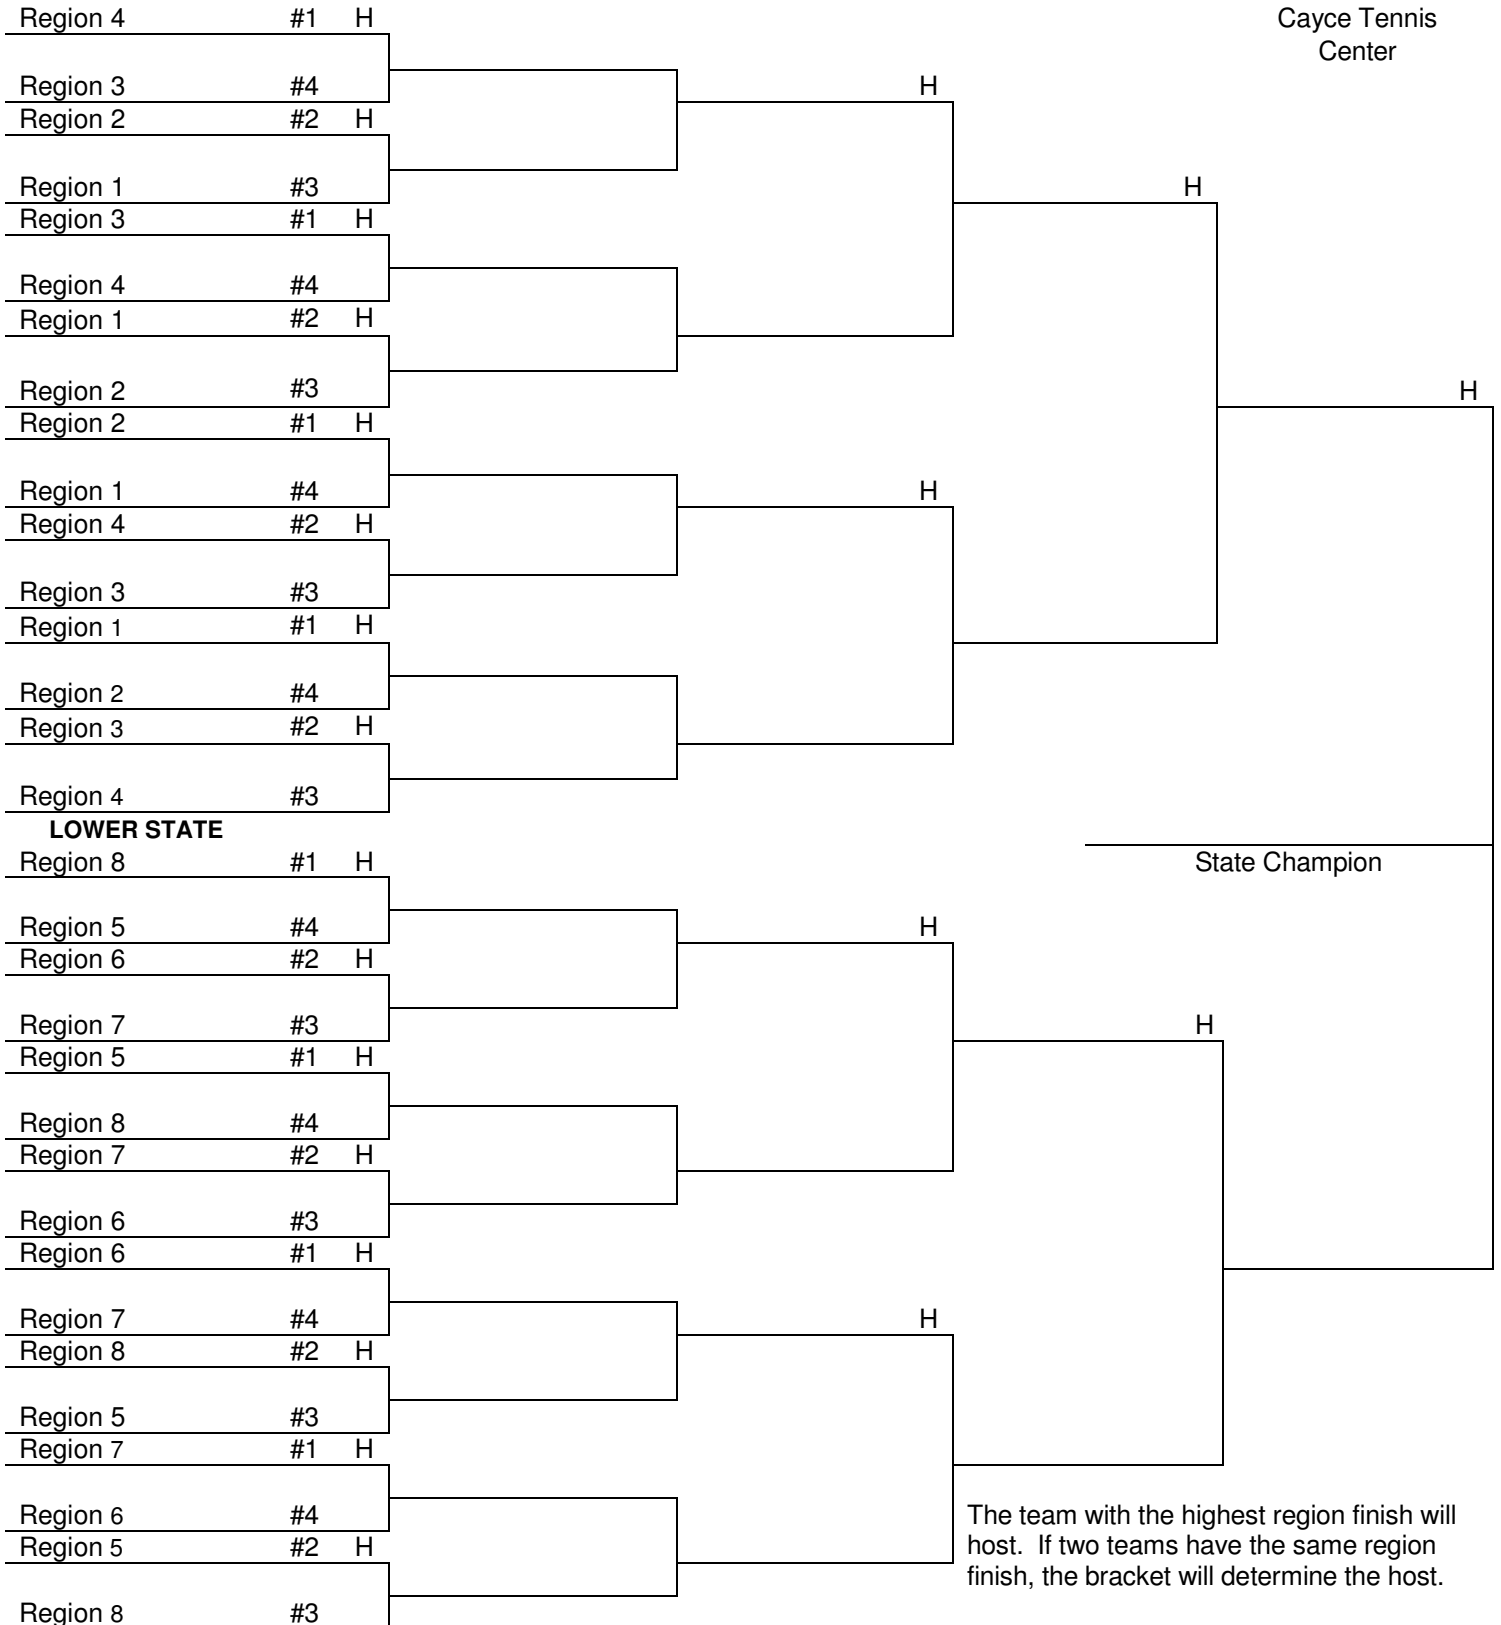 Region 4 #1 H
Cayce Tennis
Center
Region 3 #4
H
Region 2 #2 H
Region 1 #3
H
Region 3 #1 H
Region 4 #4
Region 1 #2 H
Region 2 #3
H
Region 2 #1 H
Region 1 #4
H
Region 4 #2 H
Region 3 #3
Region 1 #1 H
Region 2 #4
Region 3 #2 H
Region 4 #3
LOWER STATE
Region 8 #1 H
State Champion
Region 5 #4
H
Region 6 #2 H
Region 7 #3
H
Region 5 #1 H
Region 8 #4
Region 7 #2 H
Region 6 #3
Region 6 #1 H
Region 7 #4
H
Region 8 #2 H
Region 5 #3
Region 7 #1 H
Region 6 #4
Region 5 #2 H
Region 8 #3
The team with the highest region finish will
host. If two teams have the same region
finish, the bracket will determine the host.